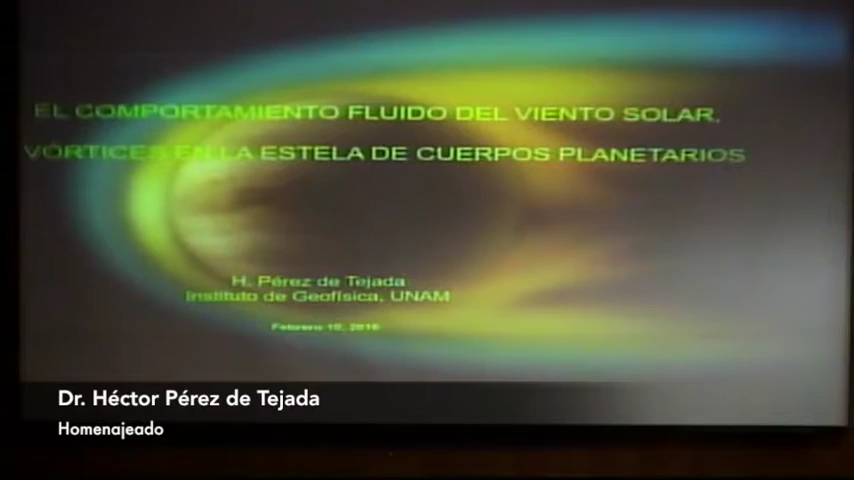 EL COMPORTAMIENTO FLUIDO DEL VIENTO SOLAR,
VÓRTICES EN LA ESTELA DE CUERPOS PLANETARIOS
H. Pérez de Tejada
Instituto de Geofísica, UNAM
Febrero 10, 2016
Dr. Héctor Pérez de Tejada
Homenajeado